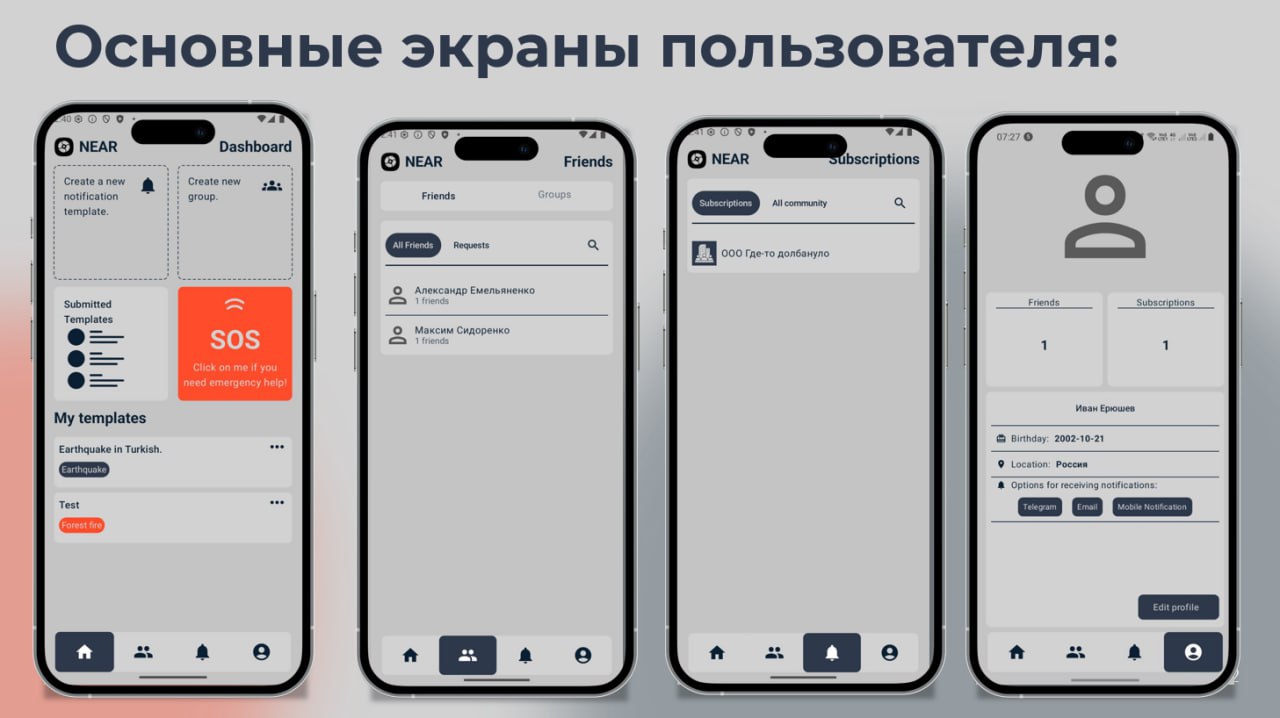 Основные экраны пользователя:
NEAR
Dashboard
Create a new
notification
template.
Create new
group.
Submitted
Templates
SOS
Click on me if you
need emergency help!
My templates
Earthquake in Turkish.
Earthquake
Test
Forest fire
NEAR
Friends
Friends
Groups
All Friends
Requests
Александр Емельяненко
1 friends
Максим Сидоренко
1 friends
NEAR
Subscriptions
Subscriptions
All community
ООО Где-то долбануло
07:27
Friends
Subscriptions
1
1
Иван Ерюшев
Birthday: 2002-10-21
Location: Россия
Options for receiving notifications:
Telegram
Email
Mobile Notification
Edit profile